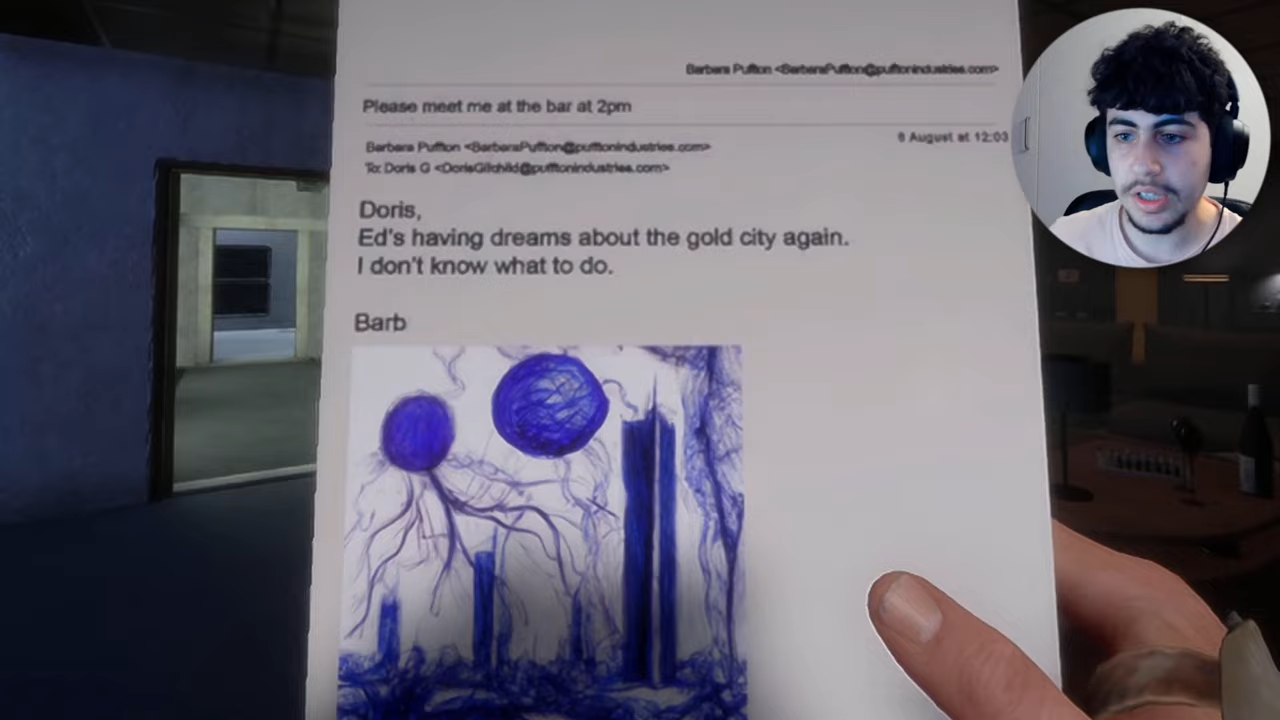 Barbara Puffton <BarbaraPuffton@pufftonindustries.com>
Please meet me at the bar at 2pm
Barbara Puffton <BarbaraPuffton@pufftonindustries.com>
6 August at 12:03
To: Doris G <DorisGilchild@pufftonindustries.com>
Doris,
Ed's having dreams about the gold city again.
I don't know what to do.
Barb